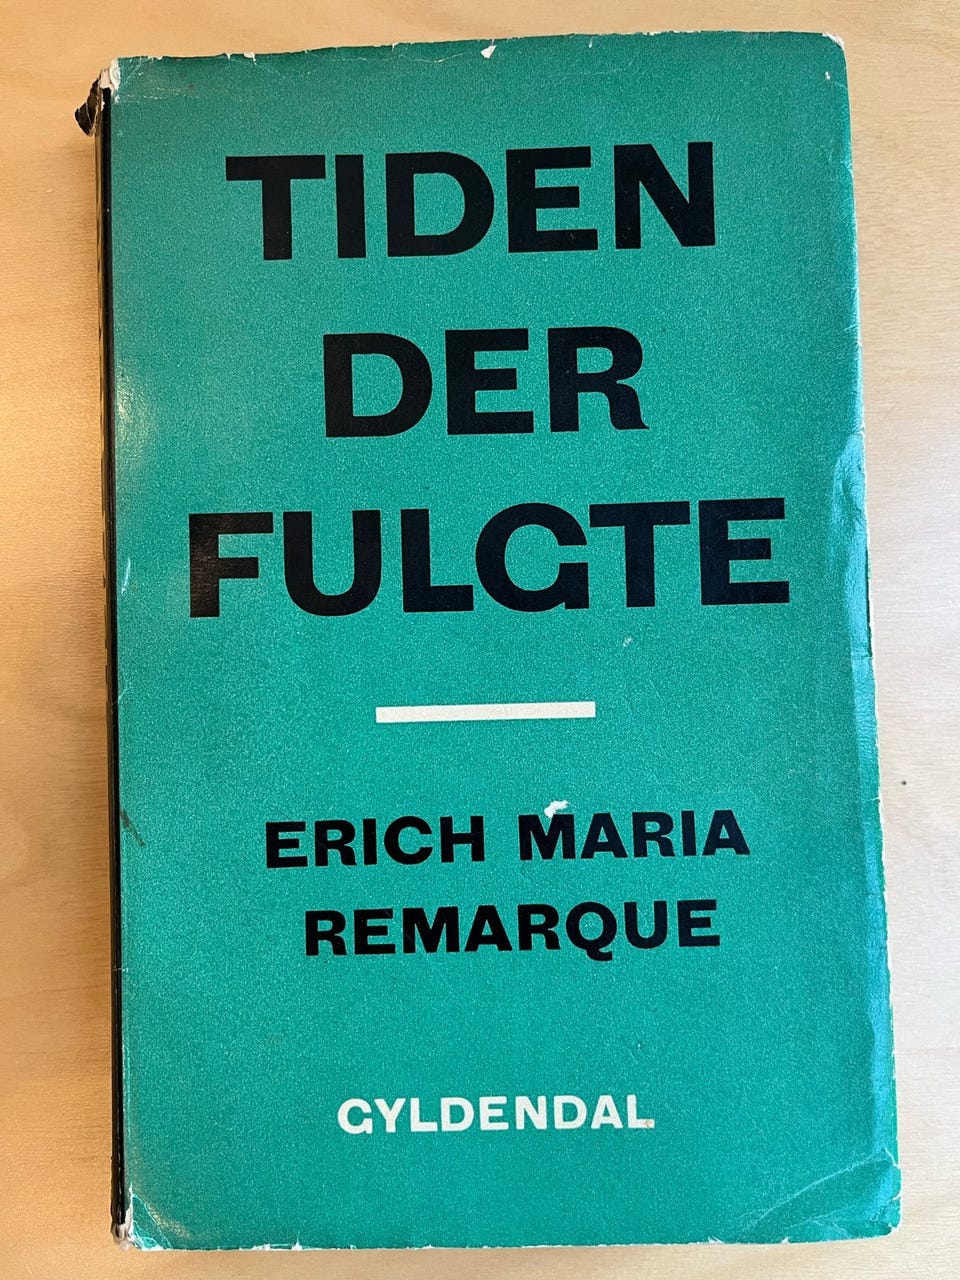 TIDEN
DER
FULGTE
ERICH MARIA
REMARQUE
GYLDENDAL